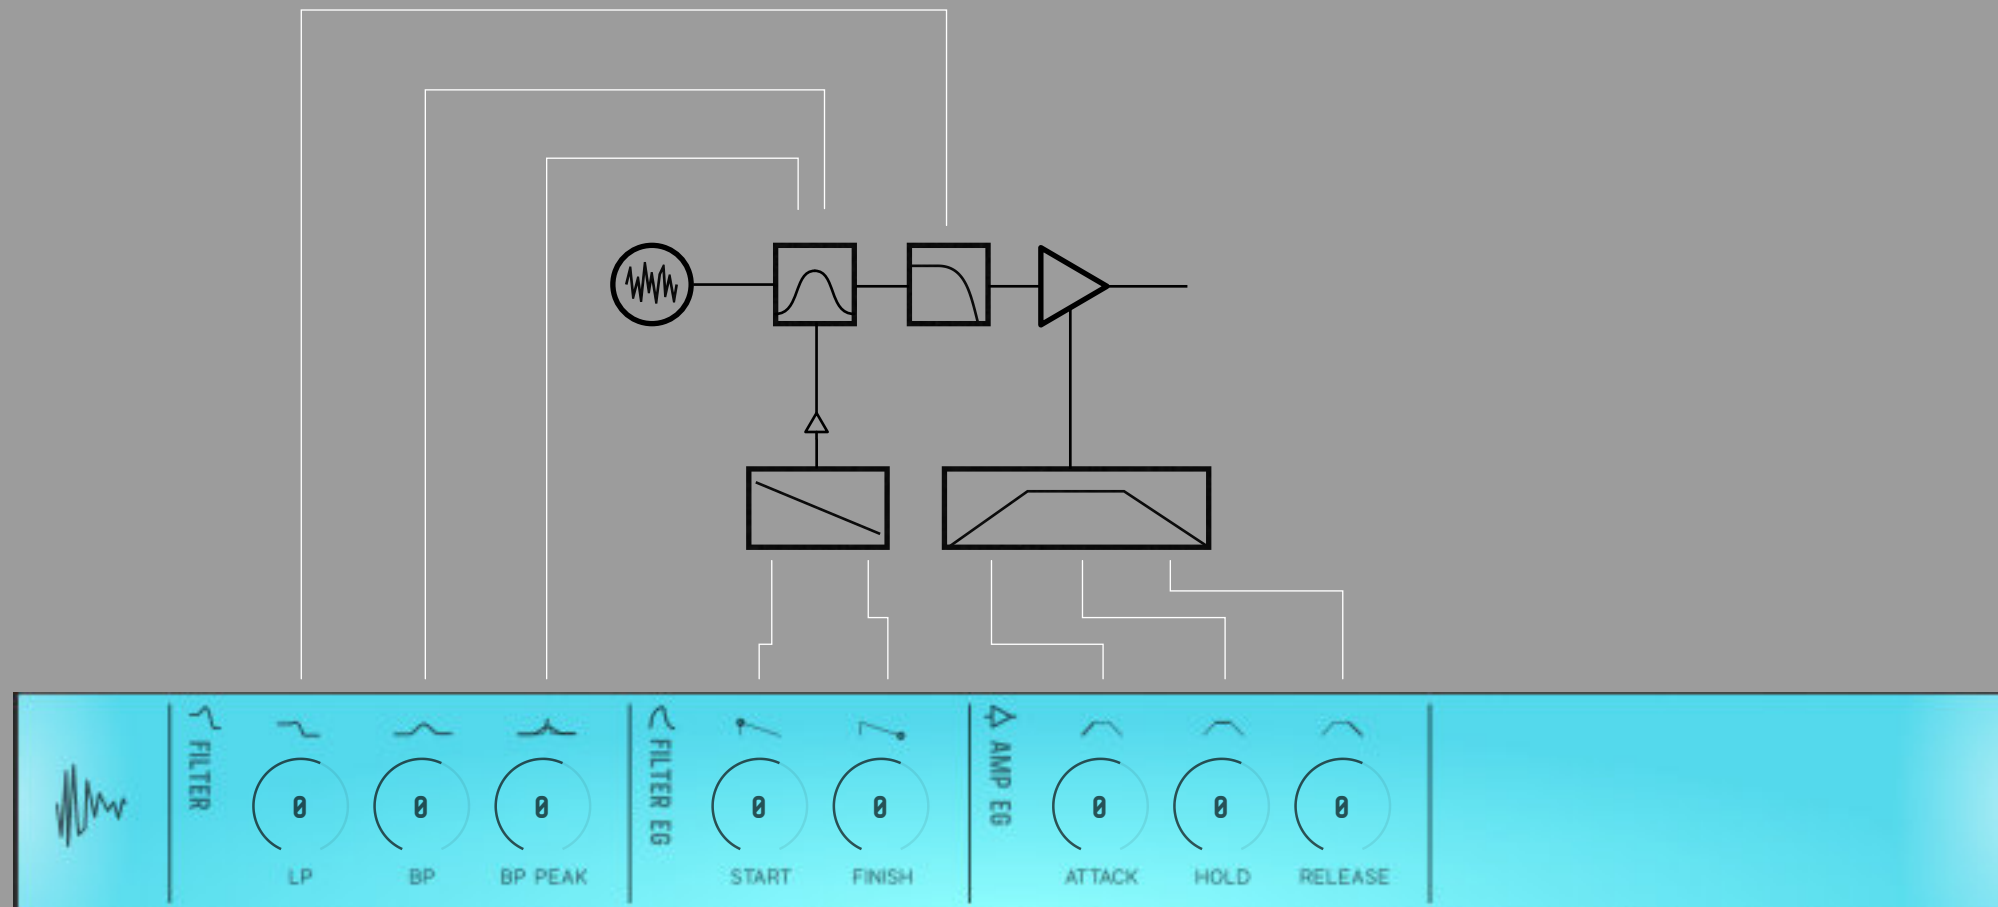 FILTER
0
0
0
LP
BP
BP PEAK
FILTER EG
0
0
START
FINISH
AMP EG
0
0
0
ATTACK
HOLD
RELEASE